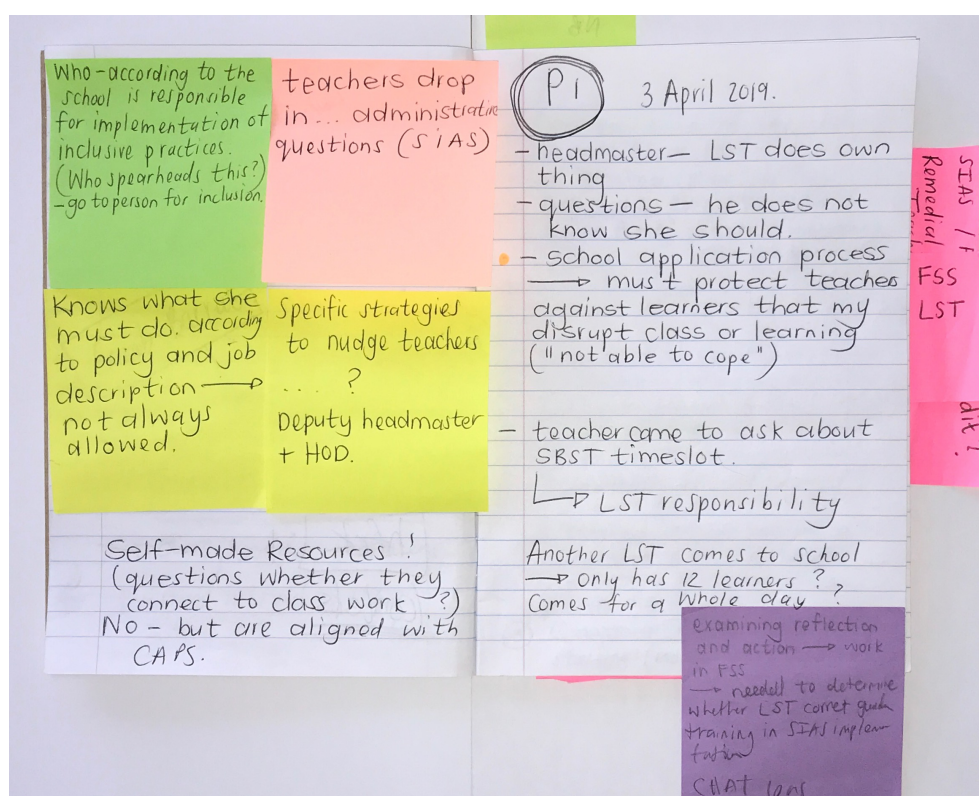 Who - according to the
school is responsible
for implementation of
inclusive practices.
(Who spearheads this?)
- go to person for inclusion.
teachers drop
in ... administrative
questions (SiAS)
Knows what she
must do. according
to policy and job
description →
not always
allowed.
Specific strategies
to nudge teachers
.... ?
Deputy headmaster
+ HOD.
Self-made Resources !
(questions whether they
connect to class work ?)
No - but are aligned with
CAPS.
P1
3 April 2019.
- headmaster - LST does own
thing
- questions - he does not
know she should.
- school application process
→ must protect teaches
against learners that my
disrupt class or learning
("not able to cope")
- teacher came to ask about
SBST timeslot.
↳ LST responsibility
Another LST comes to school
→ only has 12 learners ?
Comes for a whole day ?
SIAS /
Remedial
FSS
LST
examining reflection
and action → work
in FSS
→ needed to determine
whether LST corret
training in SIAS implem-
tation
CHAT lens